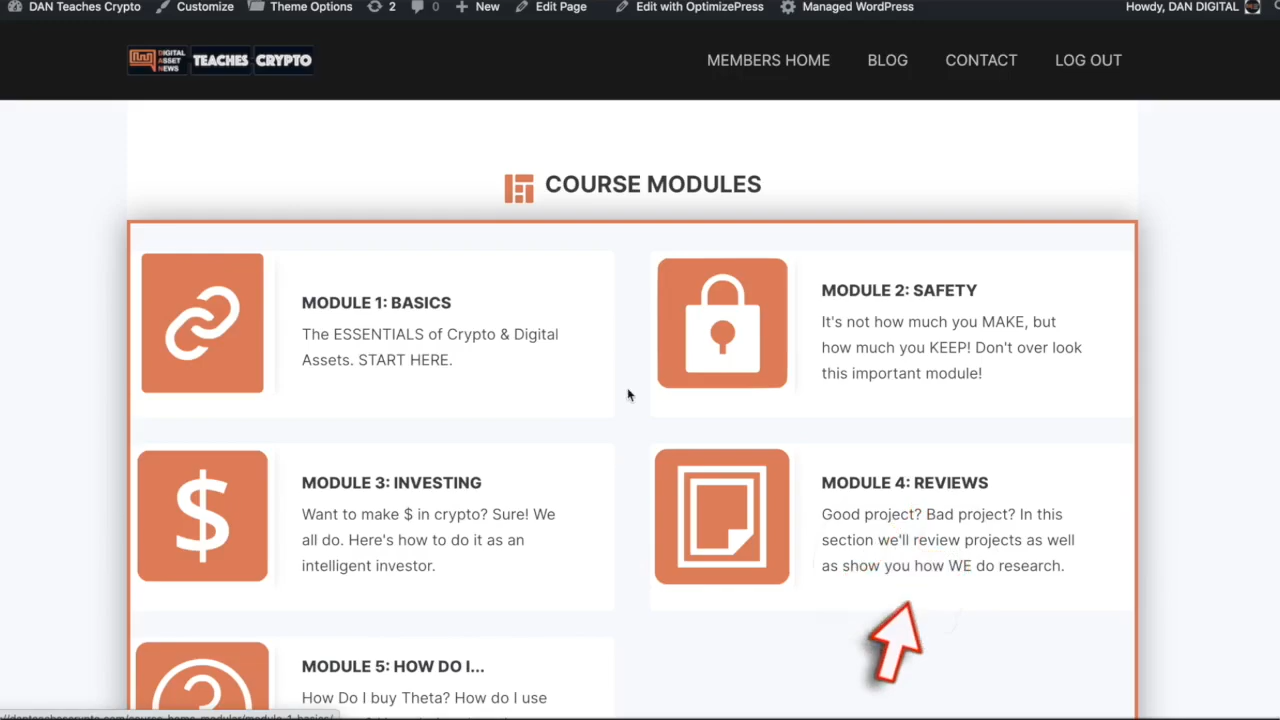 DAN Teaches Crypto Customize Theme Options 2 0 New Edit Page Edit with OptimizePress Managed WordPress Howdy, DAN DIGITAL
DIGITAL
ASSET
NEWS
TEACHES CRYPTO
MEMBERS HOME BLOG CONTACT LOG OUT
COURSE MODULES
MODULE 1: BASICS
The ESSENTIALS of Crypto & Digital
Assets. START HERE.
MODULE 2: SAFETY
It's not how much you MAKE, but
how much you KEEP! Don't over look
this important module!
MODULE 3: INVESTING
Want to make $ in crypto? Sure! We
all do. Here's how to do it as an
intelligent investor.
MODULE 4: REVIEWS
Good project? Bad project? In this
section we'll review projects as well
as show you how WE do research.
MODULE 5: HOW DO I...
How Do I buy Theta? How do I use